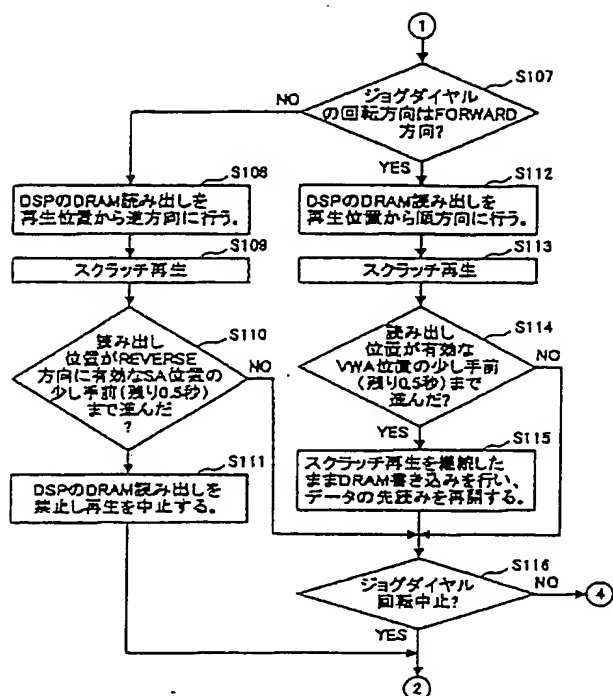 1
S107
ジョグダイヤル
の回転方向はFORWARD
方向?
NO
YES
S108
DSPのDRAM読み出しを
再生位置から逆方向に行う。
S109
スクラッチ再生
S110
読み出し
位置がREVERSE
方向に有効なSA位置の
少し手前(残り0.5秒)
まで進んだ
?
NO
S111
DSPのDRAM読み出しを
禁止し再生を中止する。
S112
DSPのDRAM読み出しを
再生位置から順方向に行う。
S113
スクラッチ再生
S114
読み出し
位置が有効な
VWA位置の少し手前
(残り0.5秒)まで
進んだ?
NO
YES
S115
スクラッチ再生を継続した
ままDRAM書き込みを行い、
データの先読みを再開する。
S116
ジョグダイヤル
回転中止?
NO
4
YES
2